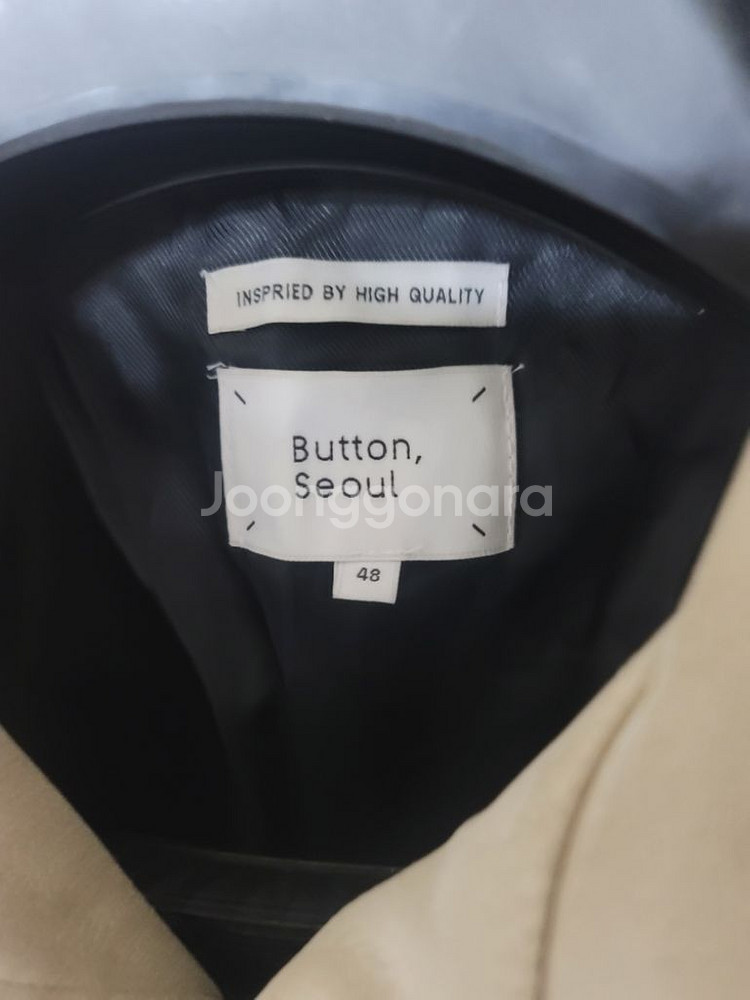 INSPRIED BY HIGH QUALITY
Button,
Seoul
Joonggonara
48